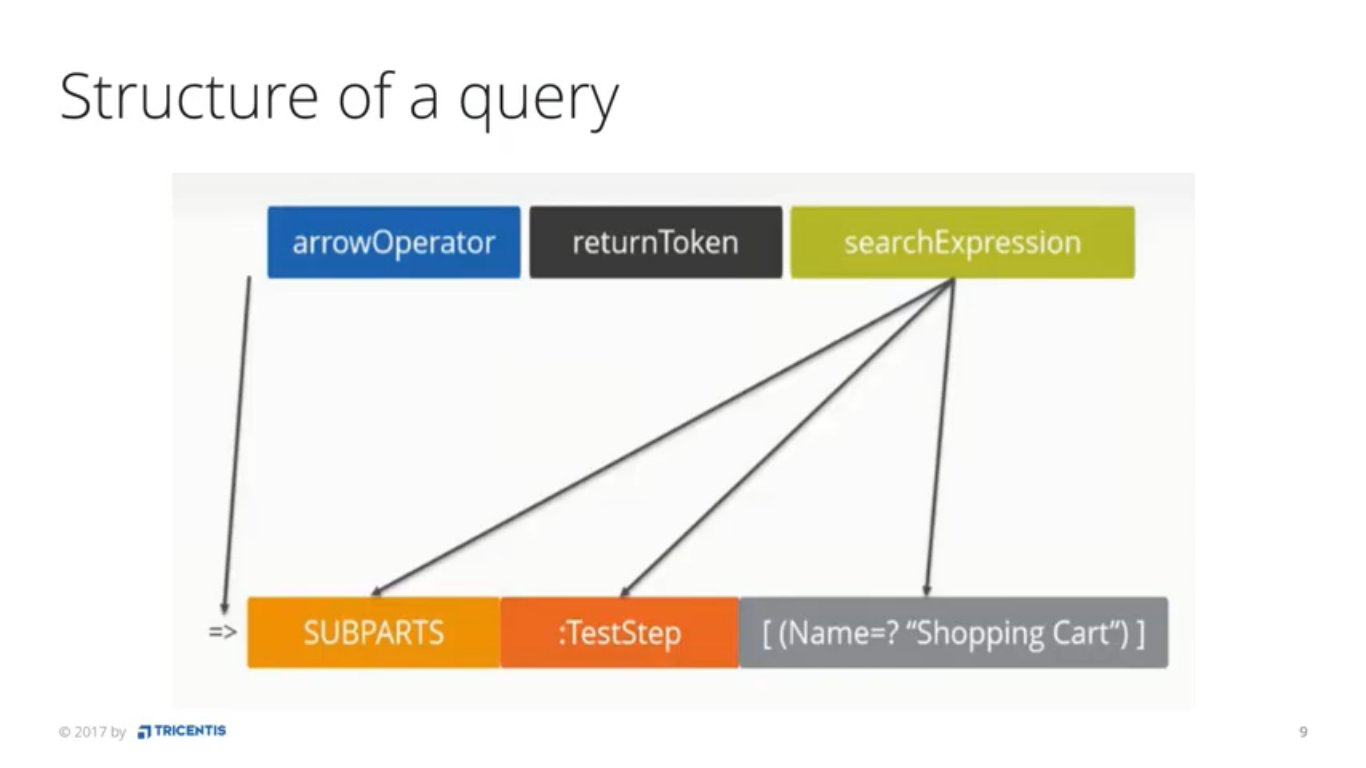 Structure of a query
arrowOperator returnToken searchExpression
=> SUBPARTS :TestStep [ (Name=? “Shopping Cart”) ]
© 2017 by TRICENTIS 9